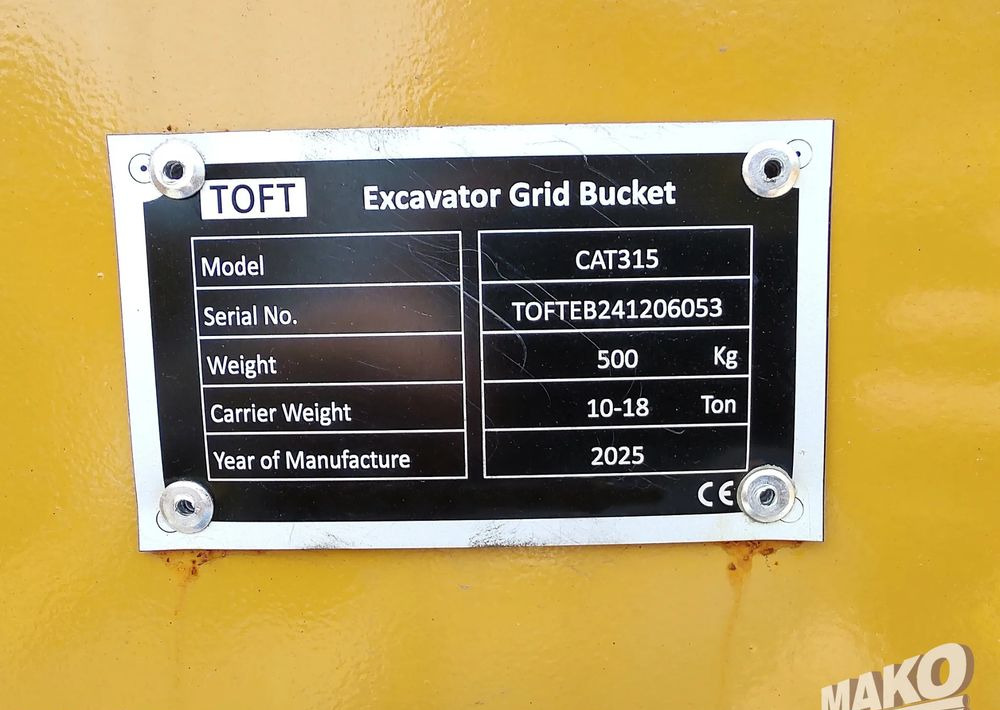 TOFT Excavator Grid Bucket
Model CAT315
Serial No. TOFTEB241206053
Weight 500 Kg
Carrier Weight 10-18 Ton
Year of Manufacture 2025
CE
MAKO